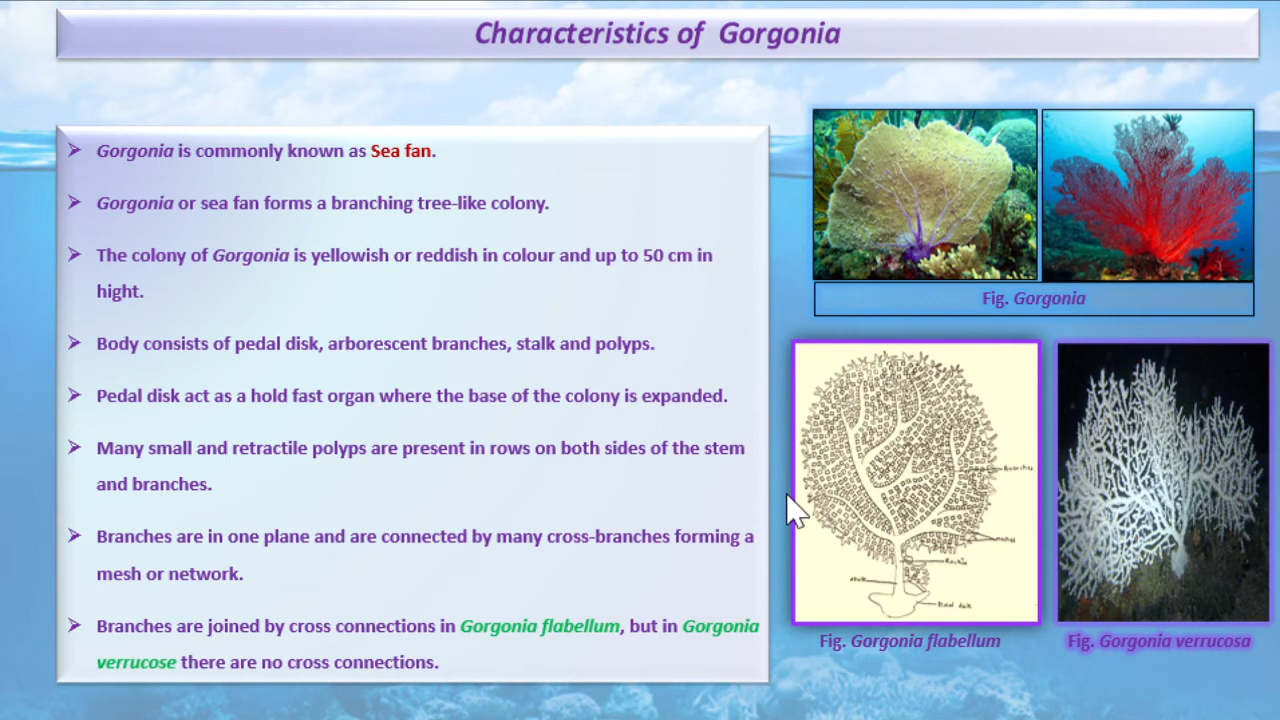 Characteristics of Gorgonia
➢ Gorgonia is commonly known as Sea fan.
➢ Gorgonia or sea fan forms a branching tree-like colony.
➢ The colony of Gorgonia is yellowish or reddish in colour and up to 50 cm in
hight.
➢ Body consists of pedal disk, arborescent branches, stalk and polyps.
➢ Pedal disk act as a hold fast organ where the base of the colony is expanded.
➢ Many small and retractile polyps are present in rows on both sides of the stem
and branches.
➢ Branches are in one plane and are connected by many cross-branches forming a
mesh or network.
➢ Branches are joined by cross connections in Gorgonia flabellum, but in Gorgonia
verrucose there are no cross connections.
Fig. Gorgonia
Branches
stalk
Fig. Gorgonia flabellum
Fig. Gorgonia verrucosa